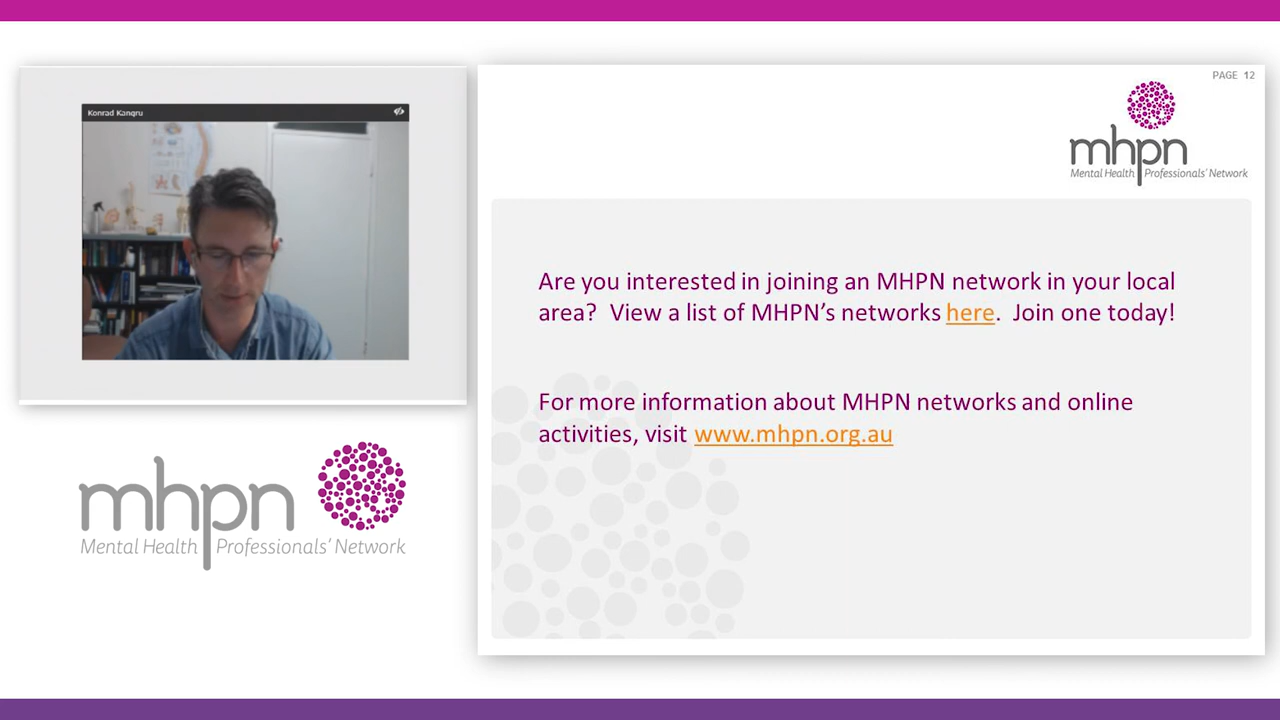 Konrad Kangru
mhpn
Mental Health Professionals' Network
PAGE 12
mhpn
Mental Health Professionals' Network
Are you interested in joining an MHPN network in your local
area? View a list of MHPN's networks here. Join one today!
For more information about MHPN networks and online
activities, visit www.mhpn.org.au